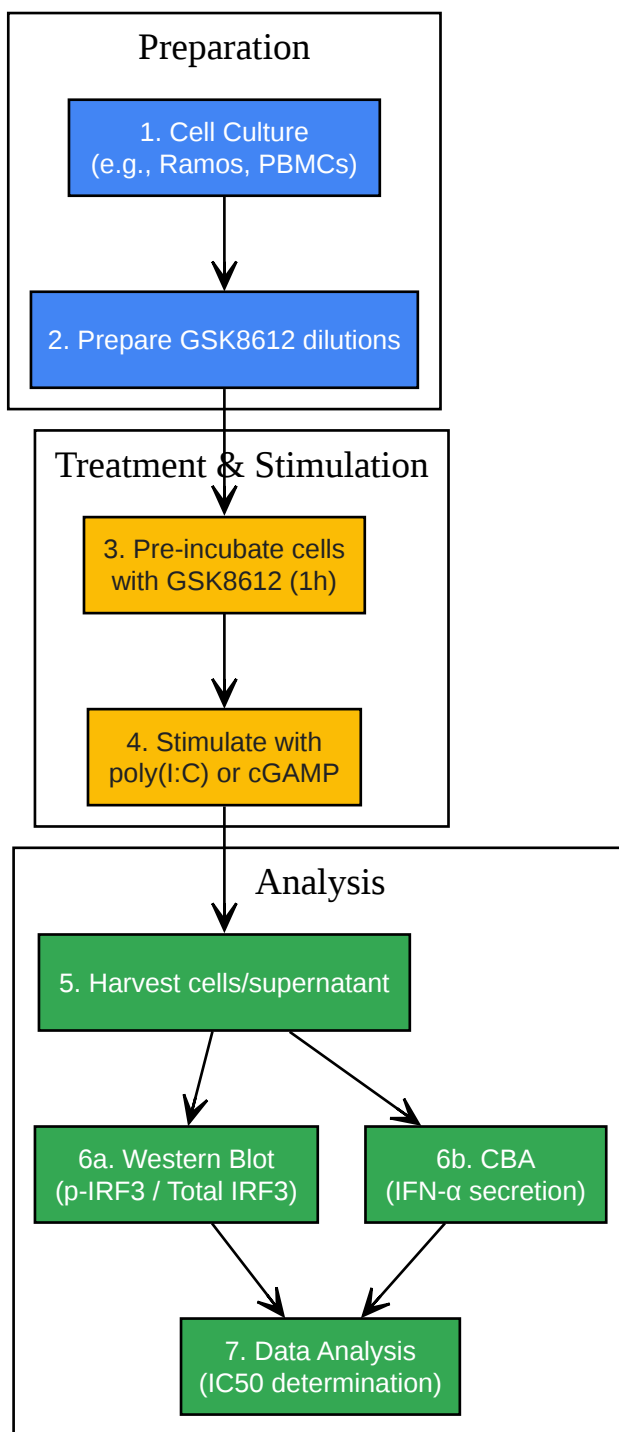 Preparation
1. Cell Culture
(e.g., Ramos, PBMCs)
2. Prepare GSK8612 dilutions
Treatment & Stimulation
3. Pre-incubate cells
with GSK8612 (1h)
4. Stimulate with
poly(I:C) or cGAMP
Analysis
5. Harvest cells/supernatant
6a. Western Blot
(p-IRF3 / Total IRF3)
6b. CBA
(IFN-α secretion)
7. Data Analysis
(IC50 determination)